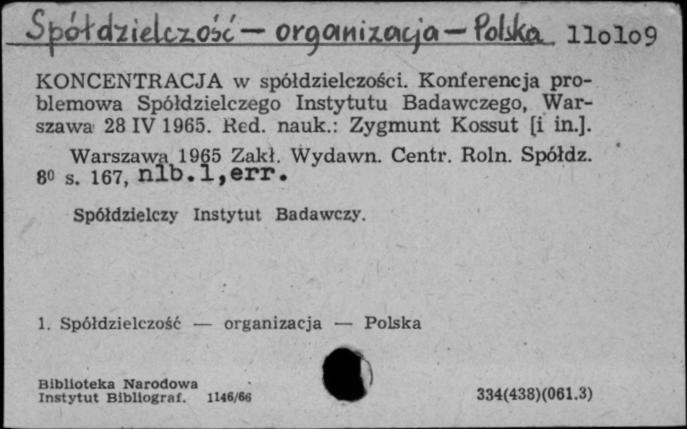 Spółdzielczość — organizacja — Polska 110109
KONCENTRACJA w spółdzielczości. Konferencja pro-
blemowa Spółdzielczego Instytutu Badawczego, War-
szawa 28 IV 1965. Red. nauk.: Zygmunt Kossut [i in.].
Warszawa 1965 Zakł. Wydawn. Centr. Roln. Spółdz.
8⁰ s. 167, nlb.1,err.
Spółdzielczy Instytut Badawczy.
1. Spółdzielczość — organizacja — Polska
Biblioteka Narodowa
Instytut Bibliograf. 1146/66 334(438)(061.3)